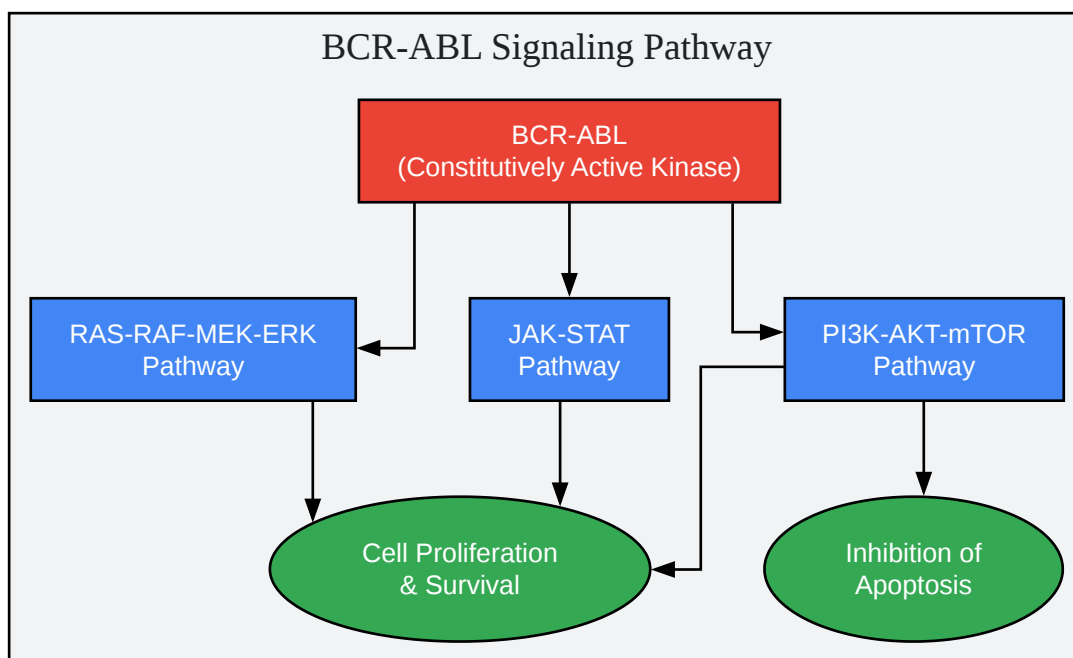 BCR-ABL Signaling Pathway
BCR-ABL
(Constitutively Active Kinase)
RAS-RAF-MEK-ERK
Pathway
JAK-STAT
Pathway
PI3K-AKT-mTOR
Pathway
Cell Proliferation
& Survival
Inhibition of
Apoptosis